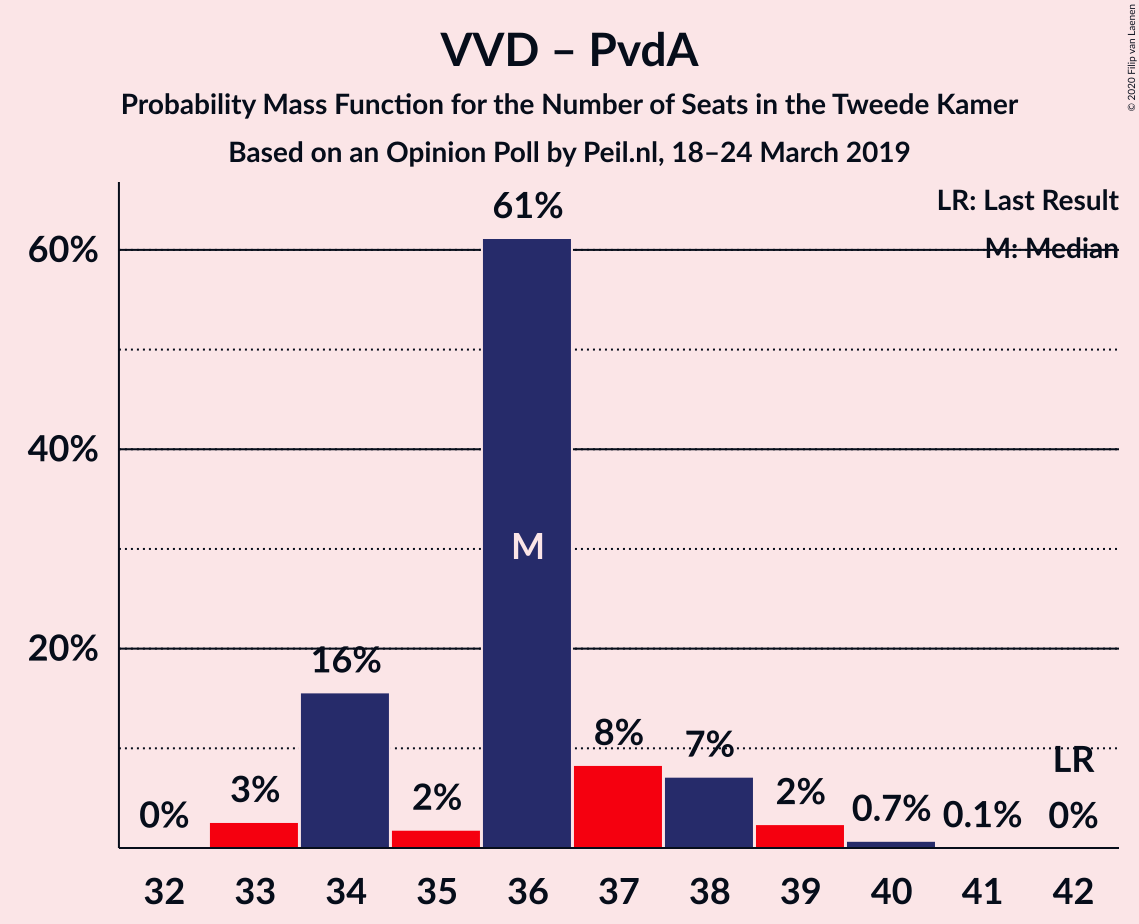 VVD – PvdA
Probability Mass Function for the Number of Seats in the Tweede Kamer
Based on an Opinion Poll by Peil.nl, 18–24 March 2019
© 2020 Filip van Laenen
LR: Last Result
M: Median
60%
40%
20%
0%
3%
16%
2%
61%
M
8%
7%
2%
0.7%
0.1%
LR
0%
32 33 34 35 36 37 38 39 40 41 42